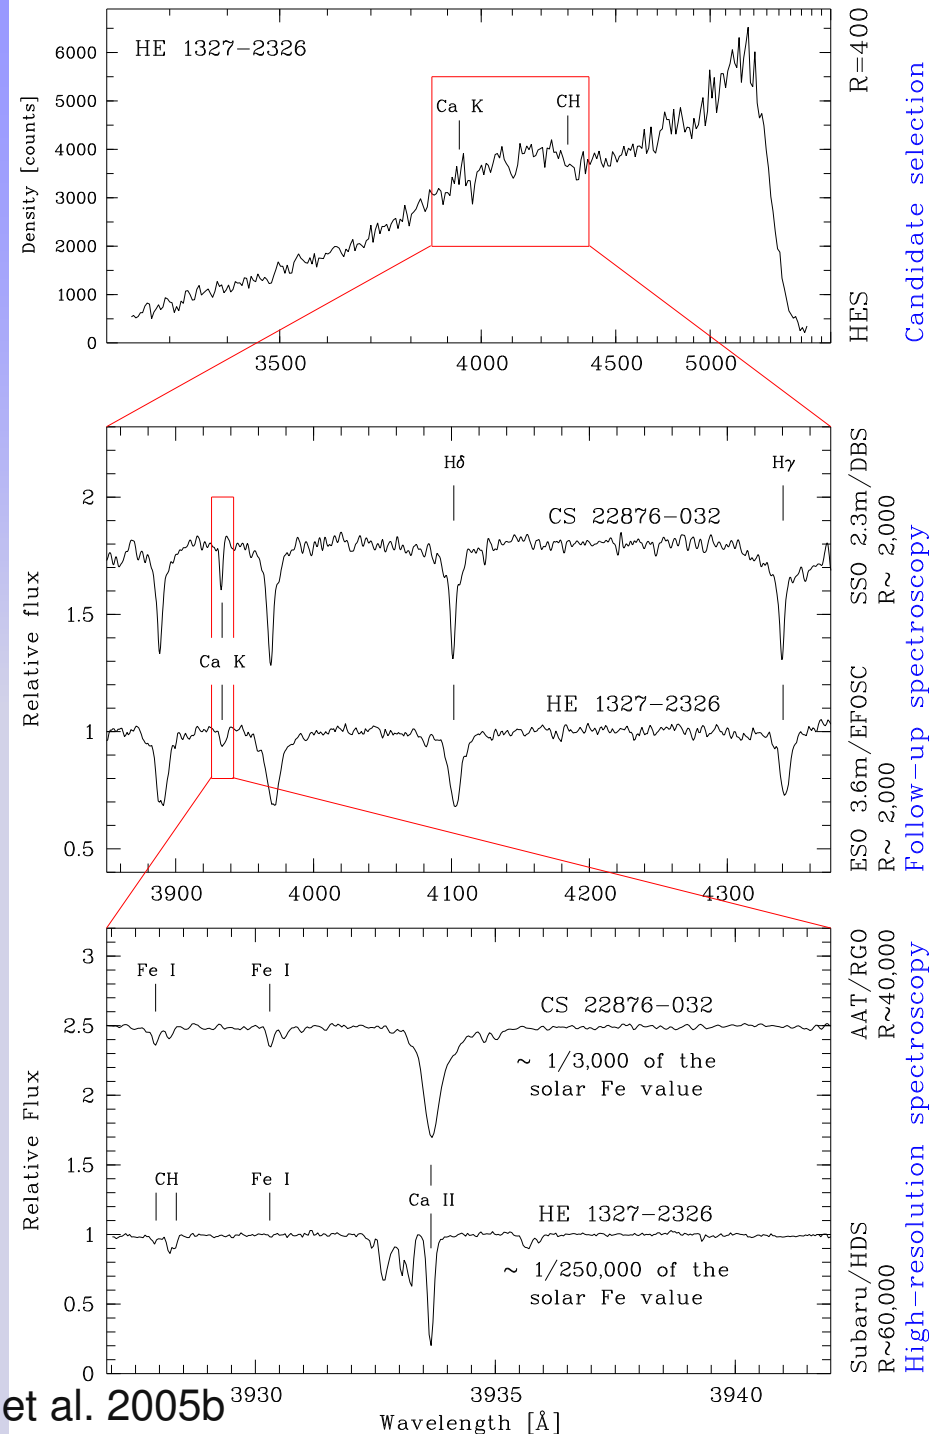 HE 1327-2326
Ca K
CH
Density [counts]
6000
5000
4000
3000
2000
1000
0
3500
4000
4500
5000
HES
R=400
Candidate selection
Hδ
Hγ
CS 22876-032
Ca K
HE 1327-2326
Relative flux
2
1.5
1
0.5
3900
4000
4100
4200
4300
SSO 2.3m/DBS
R~ 2,000
ESO 3.6m/EFOSC
R~ 2,000
Follow-up spectroscopy
Fe I
Fe I
CS 22876-032
~ 1/3,000 of the
solar Fe value
CH
Fe I
Ca II
HE 1327-2326
~ 1/250,000 of the
solar Fe value
Relative Flux
3
2.5
2
1.5
1
0.5
0
3930
3935
3940
Wavelength [Å]
AAT/RGO
R~40,000
Subaru/HDS
R~60,000
High-resolution spectroscopy
et al. 2005b